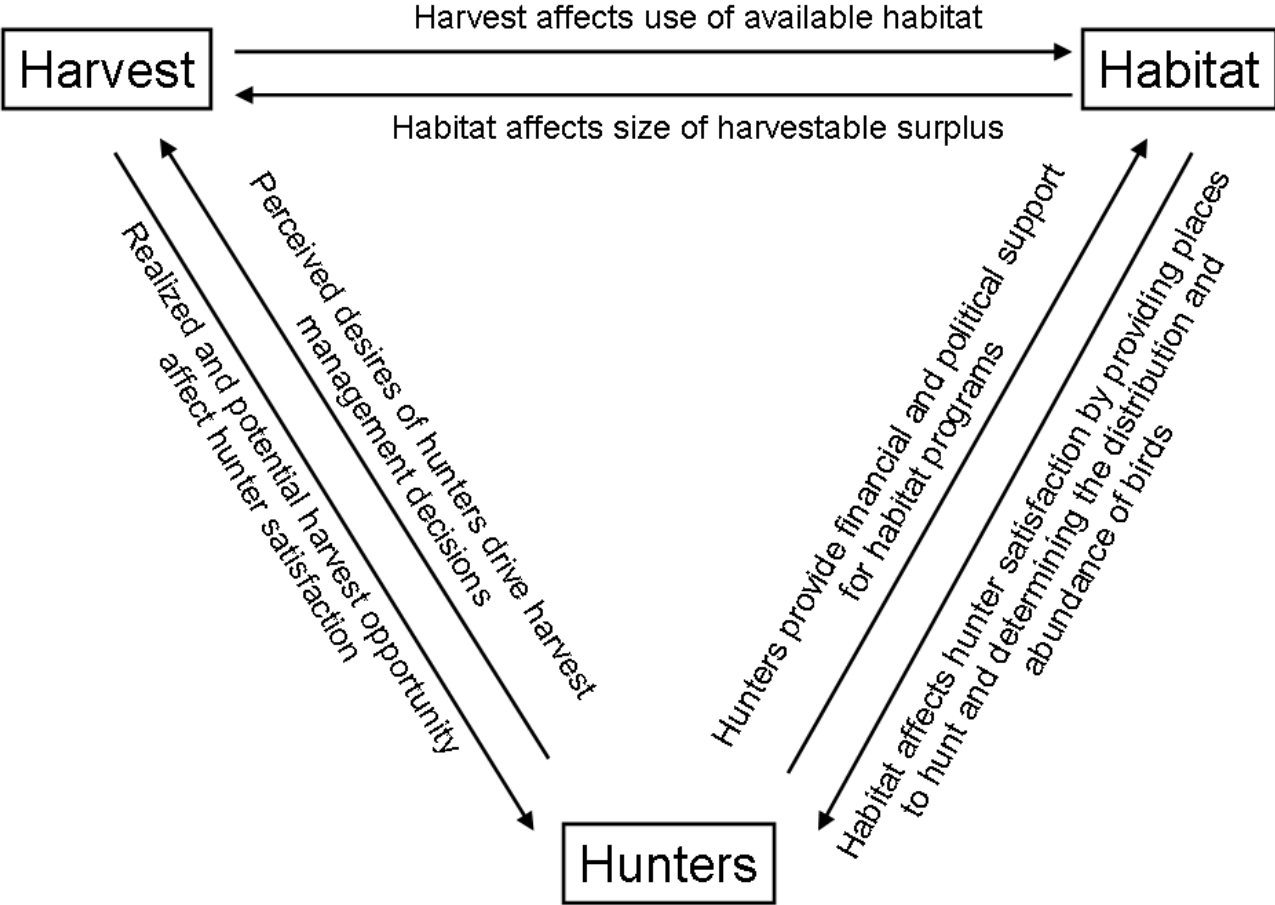 Harvest affects use of available habitat
Harvest
Habitat
Habitat affects size of harvestable surplus
Realized and potential harvest opportunity
affect hunter satisfaction
Perceived desires of hunters drive harvest
management decisions
Hunters provide financial and political support
for habitat programs
Habitat affects hunter satisfaction by providing places
to hunt and determining the distribution and
abundance of birds
Hunters